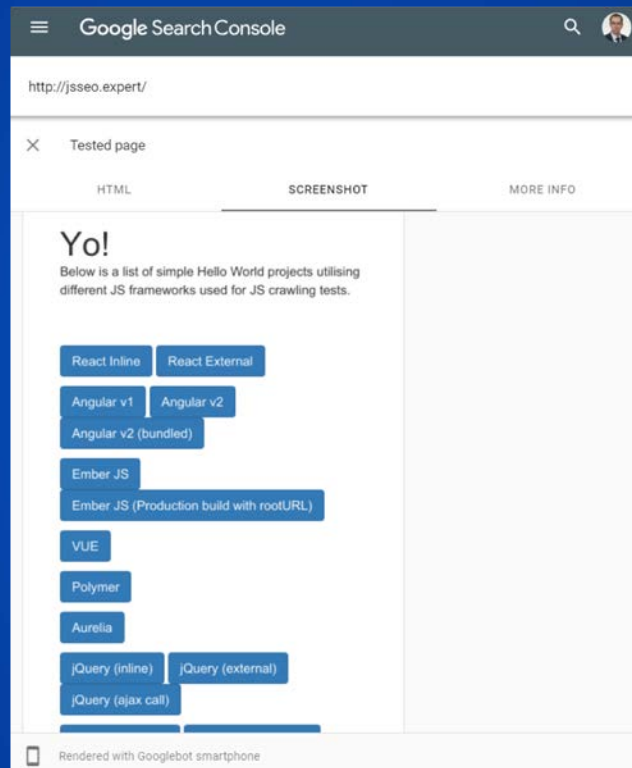 Google Search Console
http://jsseo.expert/
Tested page
HTML SCREENSHOT MORE INFO
Yo!
Below is a list of simple Hello World projects utilising
different JS frameworks used for JS crawling tests.
React Inline React External
Angular v1 Angular v2
Angular v2 (bundled)
Ember JS
Ember JS (Production build with rootURL)
VUE
Polymer
Aurelia
jQuery (inline) jQuery (external)
jQuery (ajax call)
Rendered with Googlebot smartphone